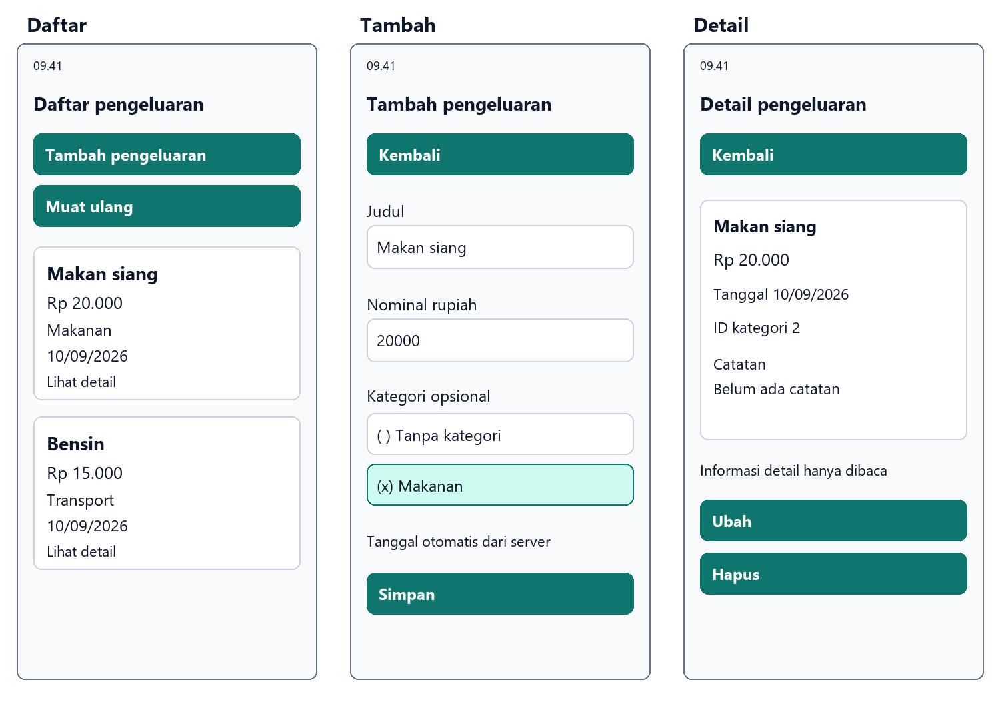 Daftar
09.41
Daftar pengeluaran
Tambah pengeluaran
Muat ulang
Makan siang
Rp 20.000
Makanan
10/09/2026
Lihat detail
Bensin
Rp 15.000
Transport
10/09/2026
Lihat detail
Tambah
09.41
Tambah pengeluaran
Kembali
Judul
Makan siang
Nominal rupiah
20000
Kategori opsional
( ) Tanpa kategori
(x) Makanan
Tanggal otomatis dari server
Simpan
Detail
09.41
Detail pengeluaran
Kembali
Makan siang
Rp 20.000
Tanggal 10/09/2026
ID kategori 2
Catatan
Belum ada catatan
Informasi detail hanya dibaca
Ubah
Hapus